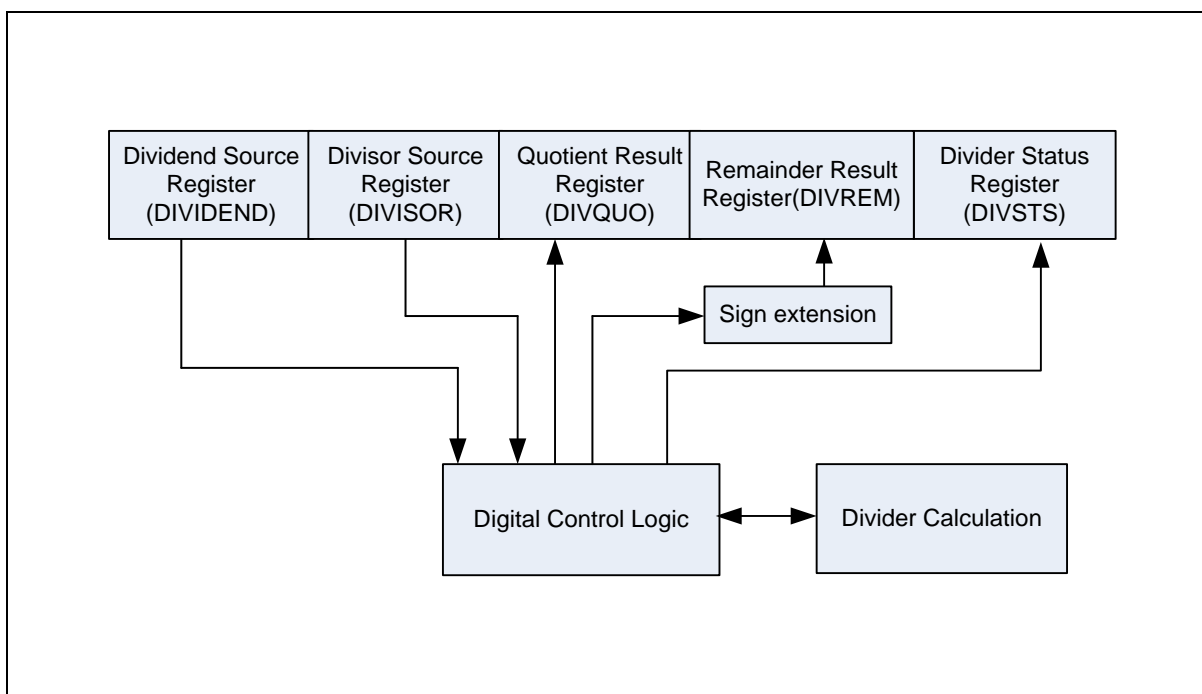 Dividend Source
Register
(DIVIDEND)
Divisor Source
Register
(DIVISOR)
Quotient Result
Register
(DIVQUO)
Remainder Result
Register(DIVREM)
Divider Status
Register
(DIVSTS)
Sign extension
Digital Control Logic
Divider Calculation